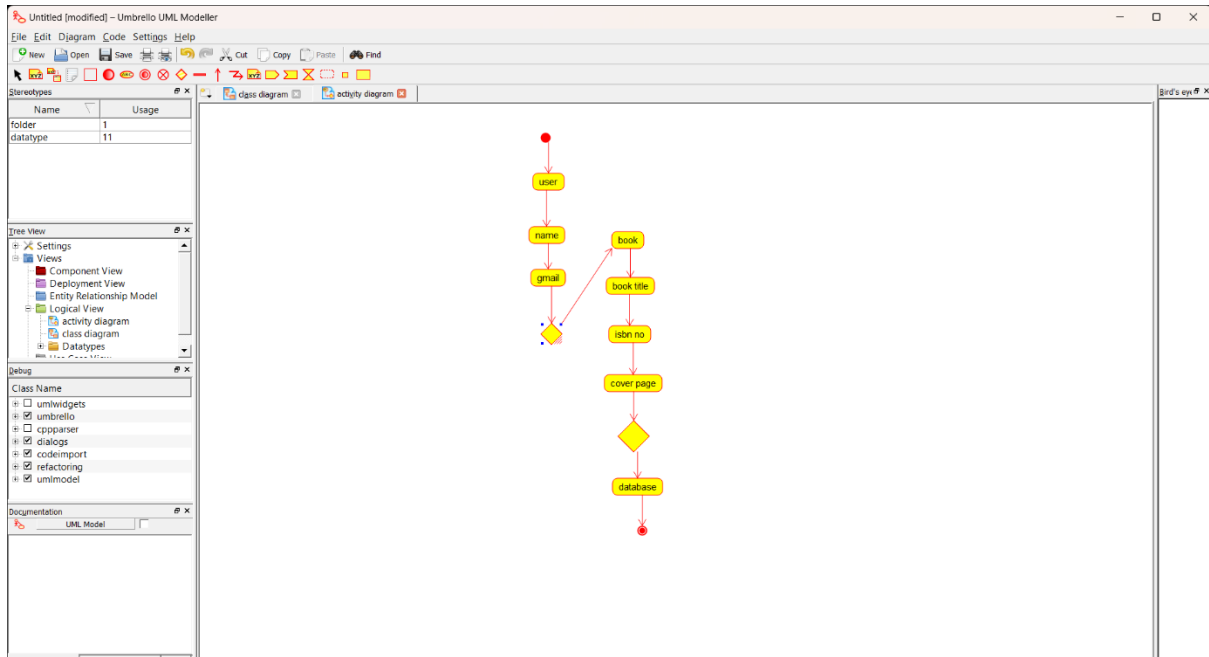 Untitled [modified] – Umbrello UML Modeller
File Edit Diagram Code Settings Help
New Open Save Cut Copy Paste Find
Stereotypes
class diagram activity diagram
Bird's eye
Name Usage
folder 1
datatype 11
Tree View
Settings
Views
Component View
Deployment View
Entity Relationship Model
Logical View
activity diagram
class diagram
Datatypes
Debug
Class Name
umlwidgets
umbrello
cppparser
dialogs
codeimport
refactoring
umlmodel
Documentation
UML Model
user
name
gmail
book
book title
isbn no
cover page
database